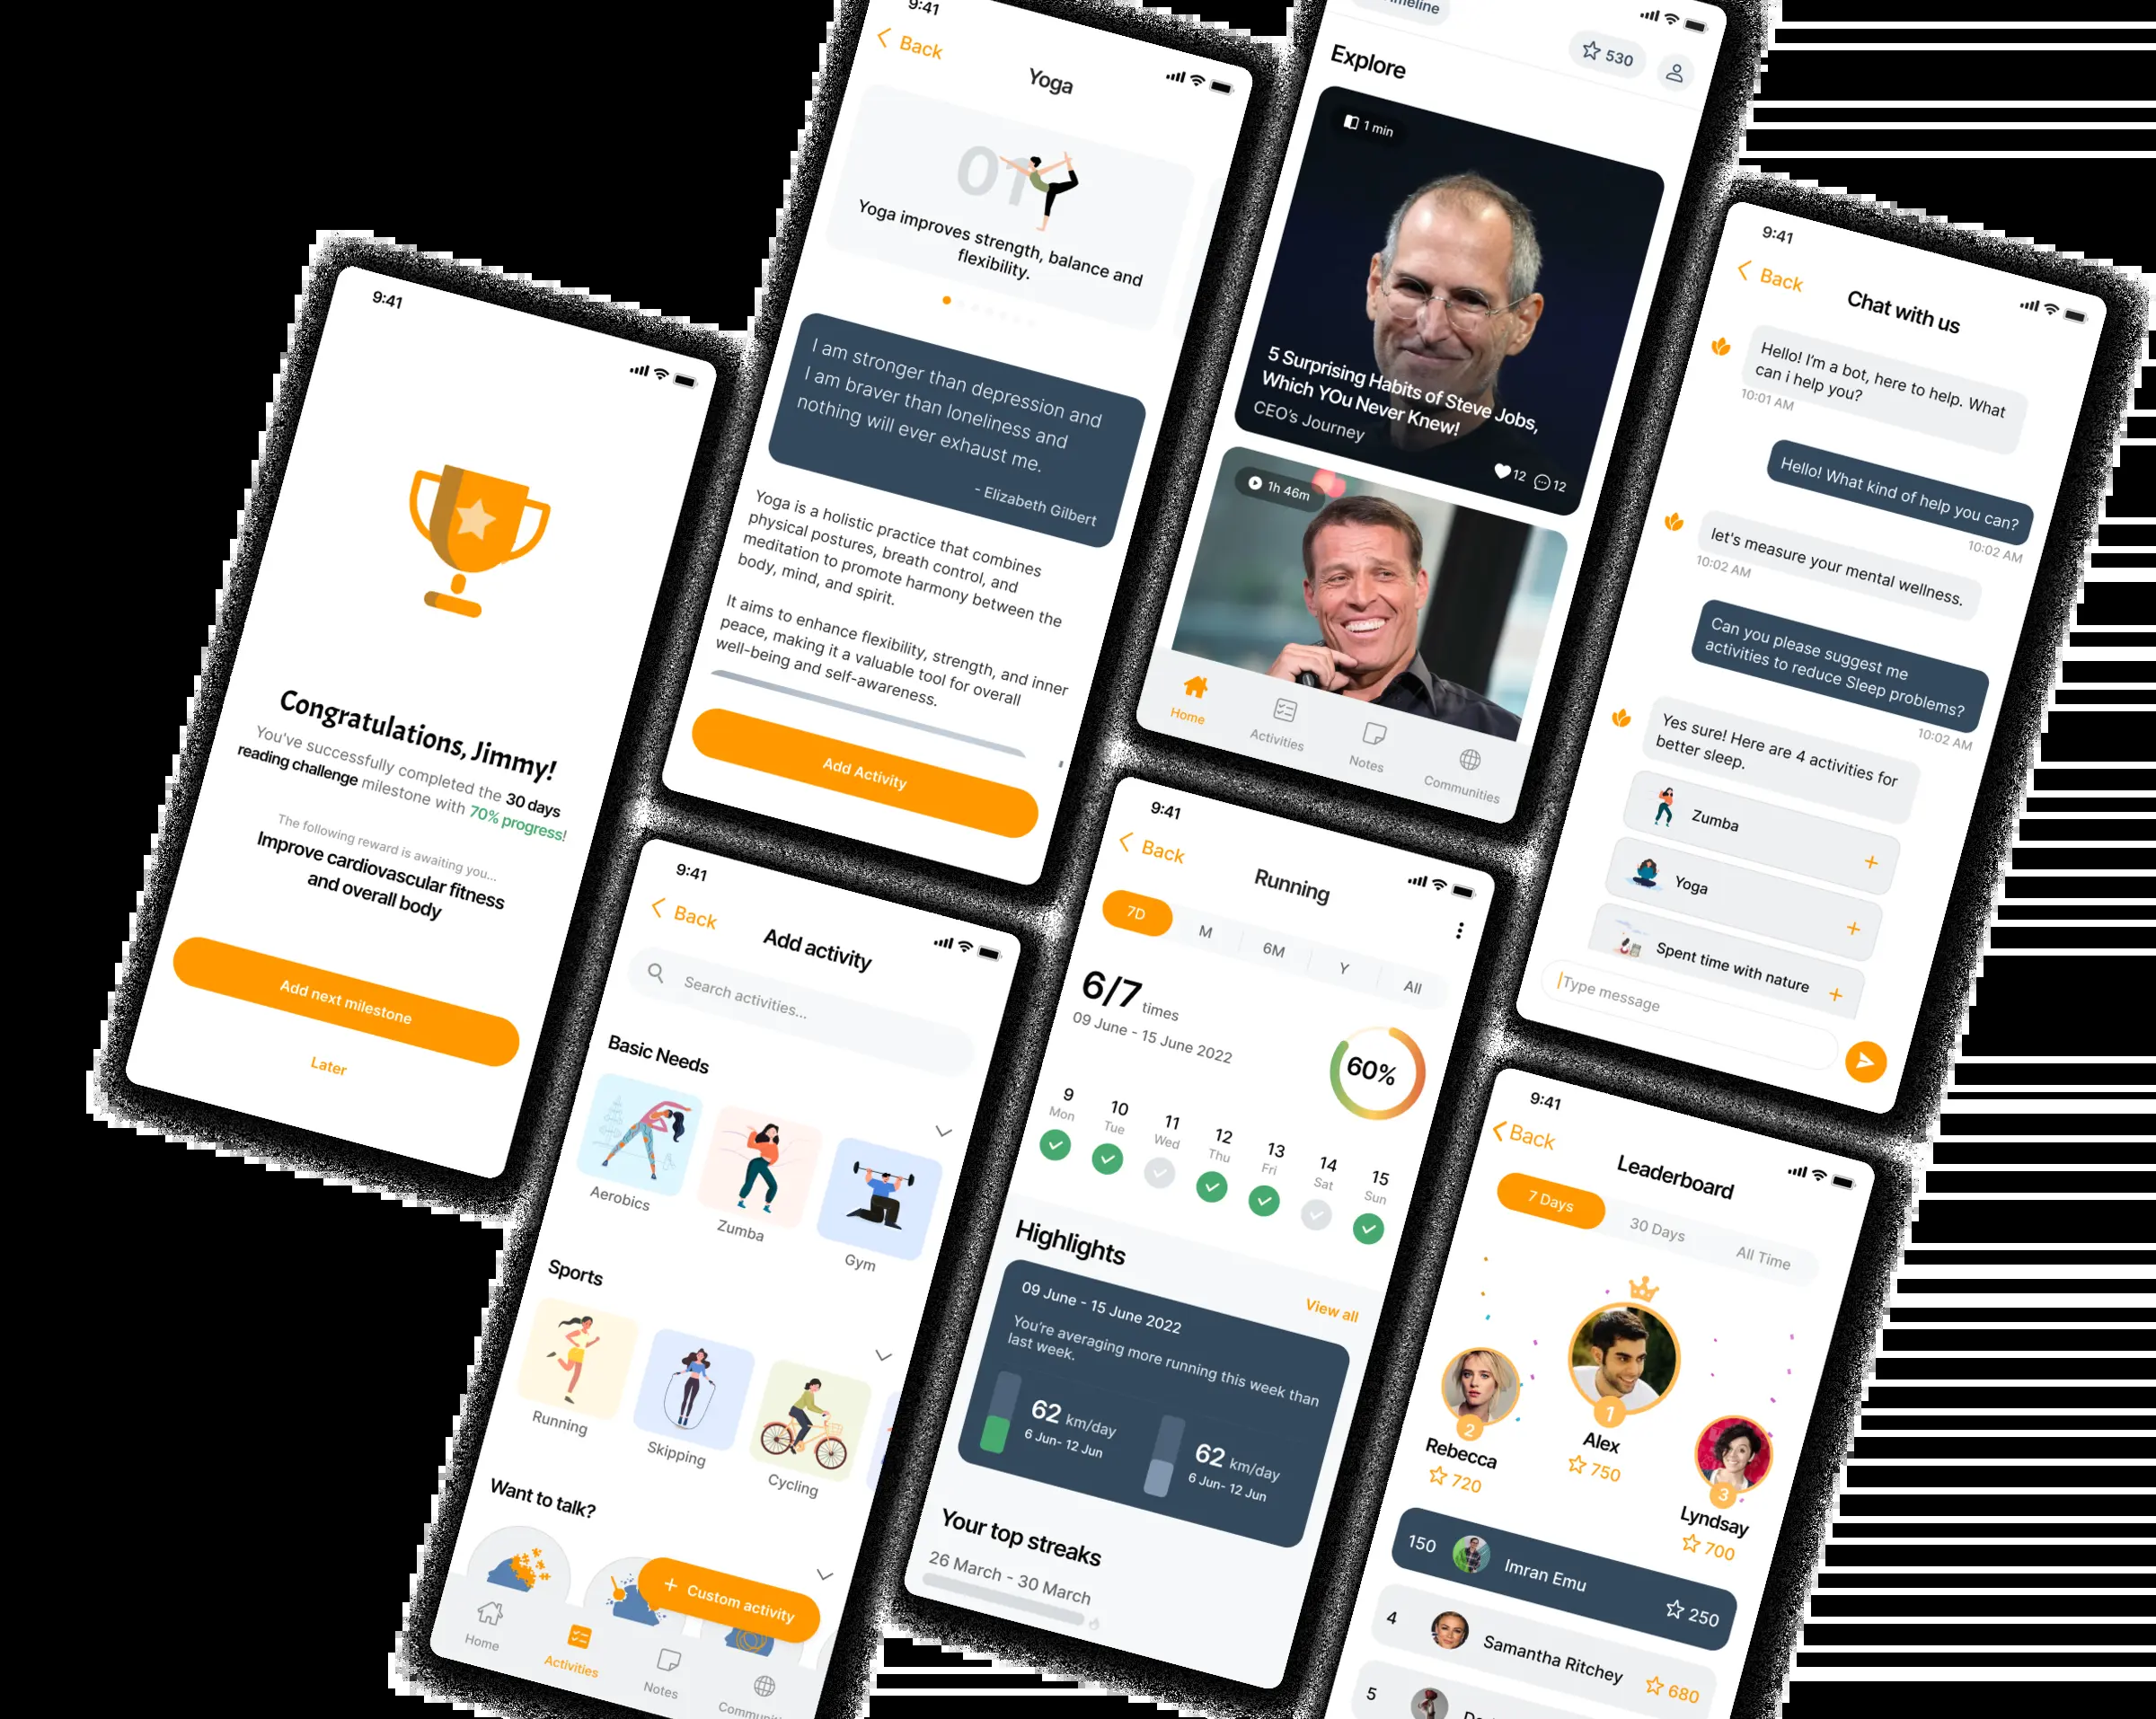 9:41
Congratulations, Jimmy!
You've successfully completed the 30 days
reading challenge milestone with 70% progress!
The following reward is awaiting you...
Improve cardiovascular fitness
and overall body
Add next milestone
Later
9:41
Back
Yoga
01
Yoga improves strength, balance and
flexibility.
I am stronger than depression and
I am braver than loneliness and
nothing will ever exhaust me.
- Elizabeth Gilbert
Yoga is a holistic practice that combines
physical postures, breath control, and
meditation to promote harmony between the
body, mind, and spirit.
It aims to enhance flexibility, strength, and inner
peace, making it a valuable tool for overall
well-being and self-awareness.
Add Activity
9:41
Back
Add activity
Search activities...
Basic Needs
Aerobics
Zumba
Gym
Sports
Running
Skipping
Cycling
Want to talk?
+ Custom activity
Home
Activities
Notes
Communiti
530
Explore
1 min
5 Surprising Habits of Steve Jobs,
Which YOu Never Knew!
CEO's Journey
12
12
1h 46m
Home
Activities
Notes
Communities
9:41
Back
Running
7D
M
6M
Y
All
6/7 times
09 June - 15 June 2022
60%
9 10 11 12 13 14 15
Mon Tue Wed Thu Fri Sat Sun
Highlights
View all
09 June - 15 June 2022
You're averaging more running this week than
last week.
62 km/day
6 Jun- 12 Jun
62 km/day
6 Jun- 12 Jun
Your top streaks
26 March - 30 March
9:41
Back
Chat with us
Hello! I'm a bot, here to help. What
can i help you?
10:01 AM
Hello! What kind of help you can?
10:02 AM
let's measure your mental wellness.
10:02 AM
Can you please suggest me
activities to reduce Sleep problems?
10:02 AM
Yes sure! Here are 4 activities for
better sleep.
Zumba +
Yoga +
Spent time with nature +
Type message
9:41
Back
Leaderboard
7 Days
30 Days
All Time
1
Alex
750
2
Rebecca
720
3
Lyndsay
700
150 Imran Emu 250
4 Samantha Ritchey 680
5